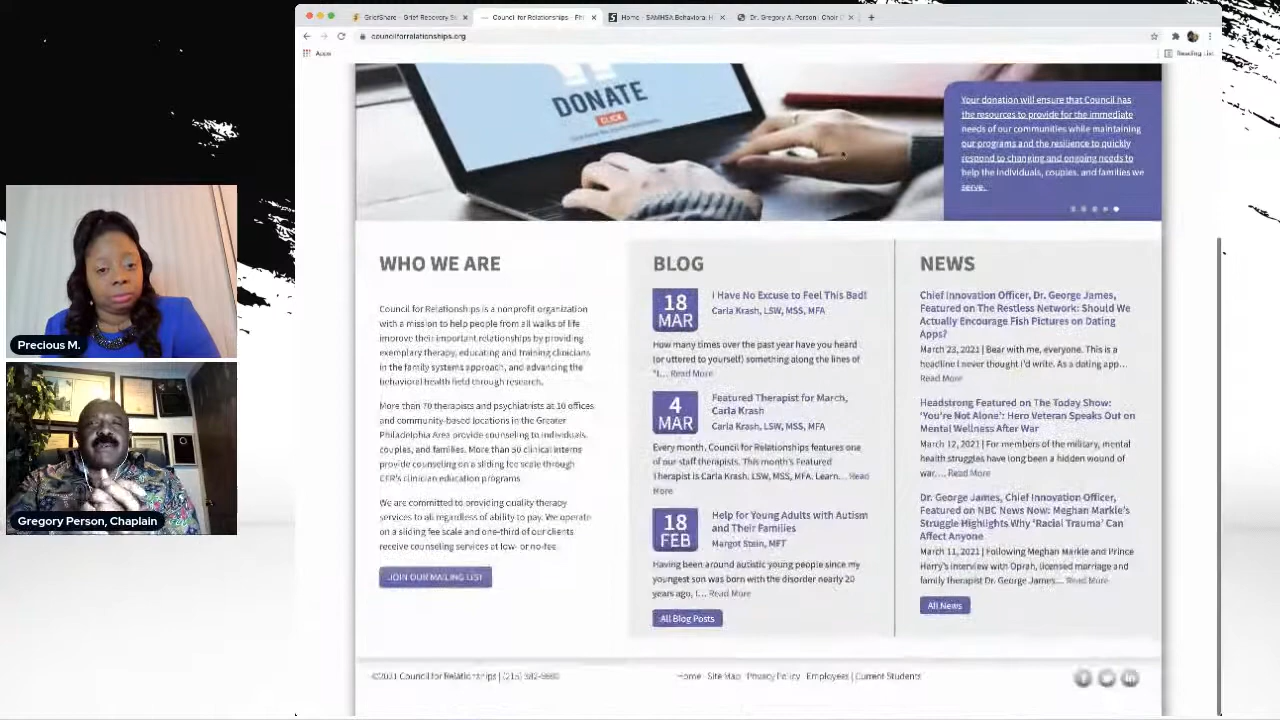 GriefShare - Grief Recovery Su
Council for Relationships - Phi
Home - SAMHSA Behavioral H
Dr. Gregory A. Person | Choir D
councilforrelationships.org
Apps
Reading List
DONATE
CLICK
Your donation will ensure that Council has
the resources to provide for the immediate
needs of our communities while maintaining
our programs and the resilience to quickly
respond to changing and ongoing needs to
help the individuals, couples, and families we
serve.
Precious M.
Gregory Person, Chaplain
WHO WE ARE
Council for Relationships is a nonprofit organization
with a mission to help people from all walks of life
improve their important relationships by providing
exemplary therapy, educating and training clinicians
in the family systems approach, and advancing the
behavioral health field through research.
More than 70 therapists and psychiatrists at 10 offices
and community-based locations in the Greater
Philadelphia Area provide counseling to individuals,
couples, and families. More than 50 clinical interns
provide counseling on a sliding fee scale through
CFR's clinician education programs
We are committed to providing quality therapy
services to all regardless of ability to pay. We operate
on a sliding fee scale and one-third of our clients
receive counseling services at low- or no-fee
JOIN OUR MAILING LIST
BLOG
18
MAR
I Have No Excuse to Feel This Bad!
Carla Krash, LSW, MSS, MFA
How many times over the past year have you heard
(or uttered to yourself) something along the lines of
"I... Read More
4
MAR
Featured Therapist for March,
Carla Krash
Carla Krash, LSW, MSS, MFA
Every month, Council for Relationships features one
of our staff therapists. This month's Featured
Therapist is Carla Krash, LSW, MSS, MFA. Learn... Read
More
18
FEB
Help for Young Adults with Autism
and Their Families
Margot Stein, MFT
Having been around autistic young people since my
youngest son was born with the disorder nearly 20
years ago, I... Read More
All Blog Posts
NEWS
Chief Innovation Officer, Dr. George James,
Featured on The Restless Network: Should We
Actually Encourage Fish Pictures on Dating
Apps?
March 23, 2021 | Bear with me, everyone. This is a
headline I never thought I'd write. As a dating app...
Read More
Headstrong Featured on The Today Show:
'You're Not Alone': Hero Veteran Speaks Out on
Mental Wellness After War
March 12, 2021 | For members of the military, mental
health struggles have long been a hidden wound of
war.... Read More
Dr. George James, Chief Innovation Officer,
Featured on NBC News Now: Meghan Markle's
Struggle Highlights Why 'Racial Trauma' Can
Affect Anyone
March 11, 2021 | Following Meghan Markle and Prince
Harry's interview with Oprah, licensed marriage and
family therapist Dr. George James... Read More
All News
©2021 Council for Relationships | (215) 382-6680
Home Site Map Privacy Policy Employees | Current Students